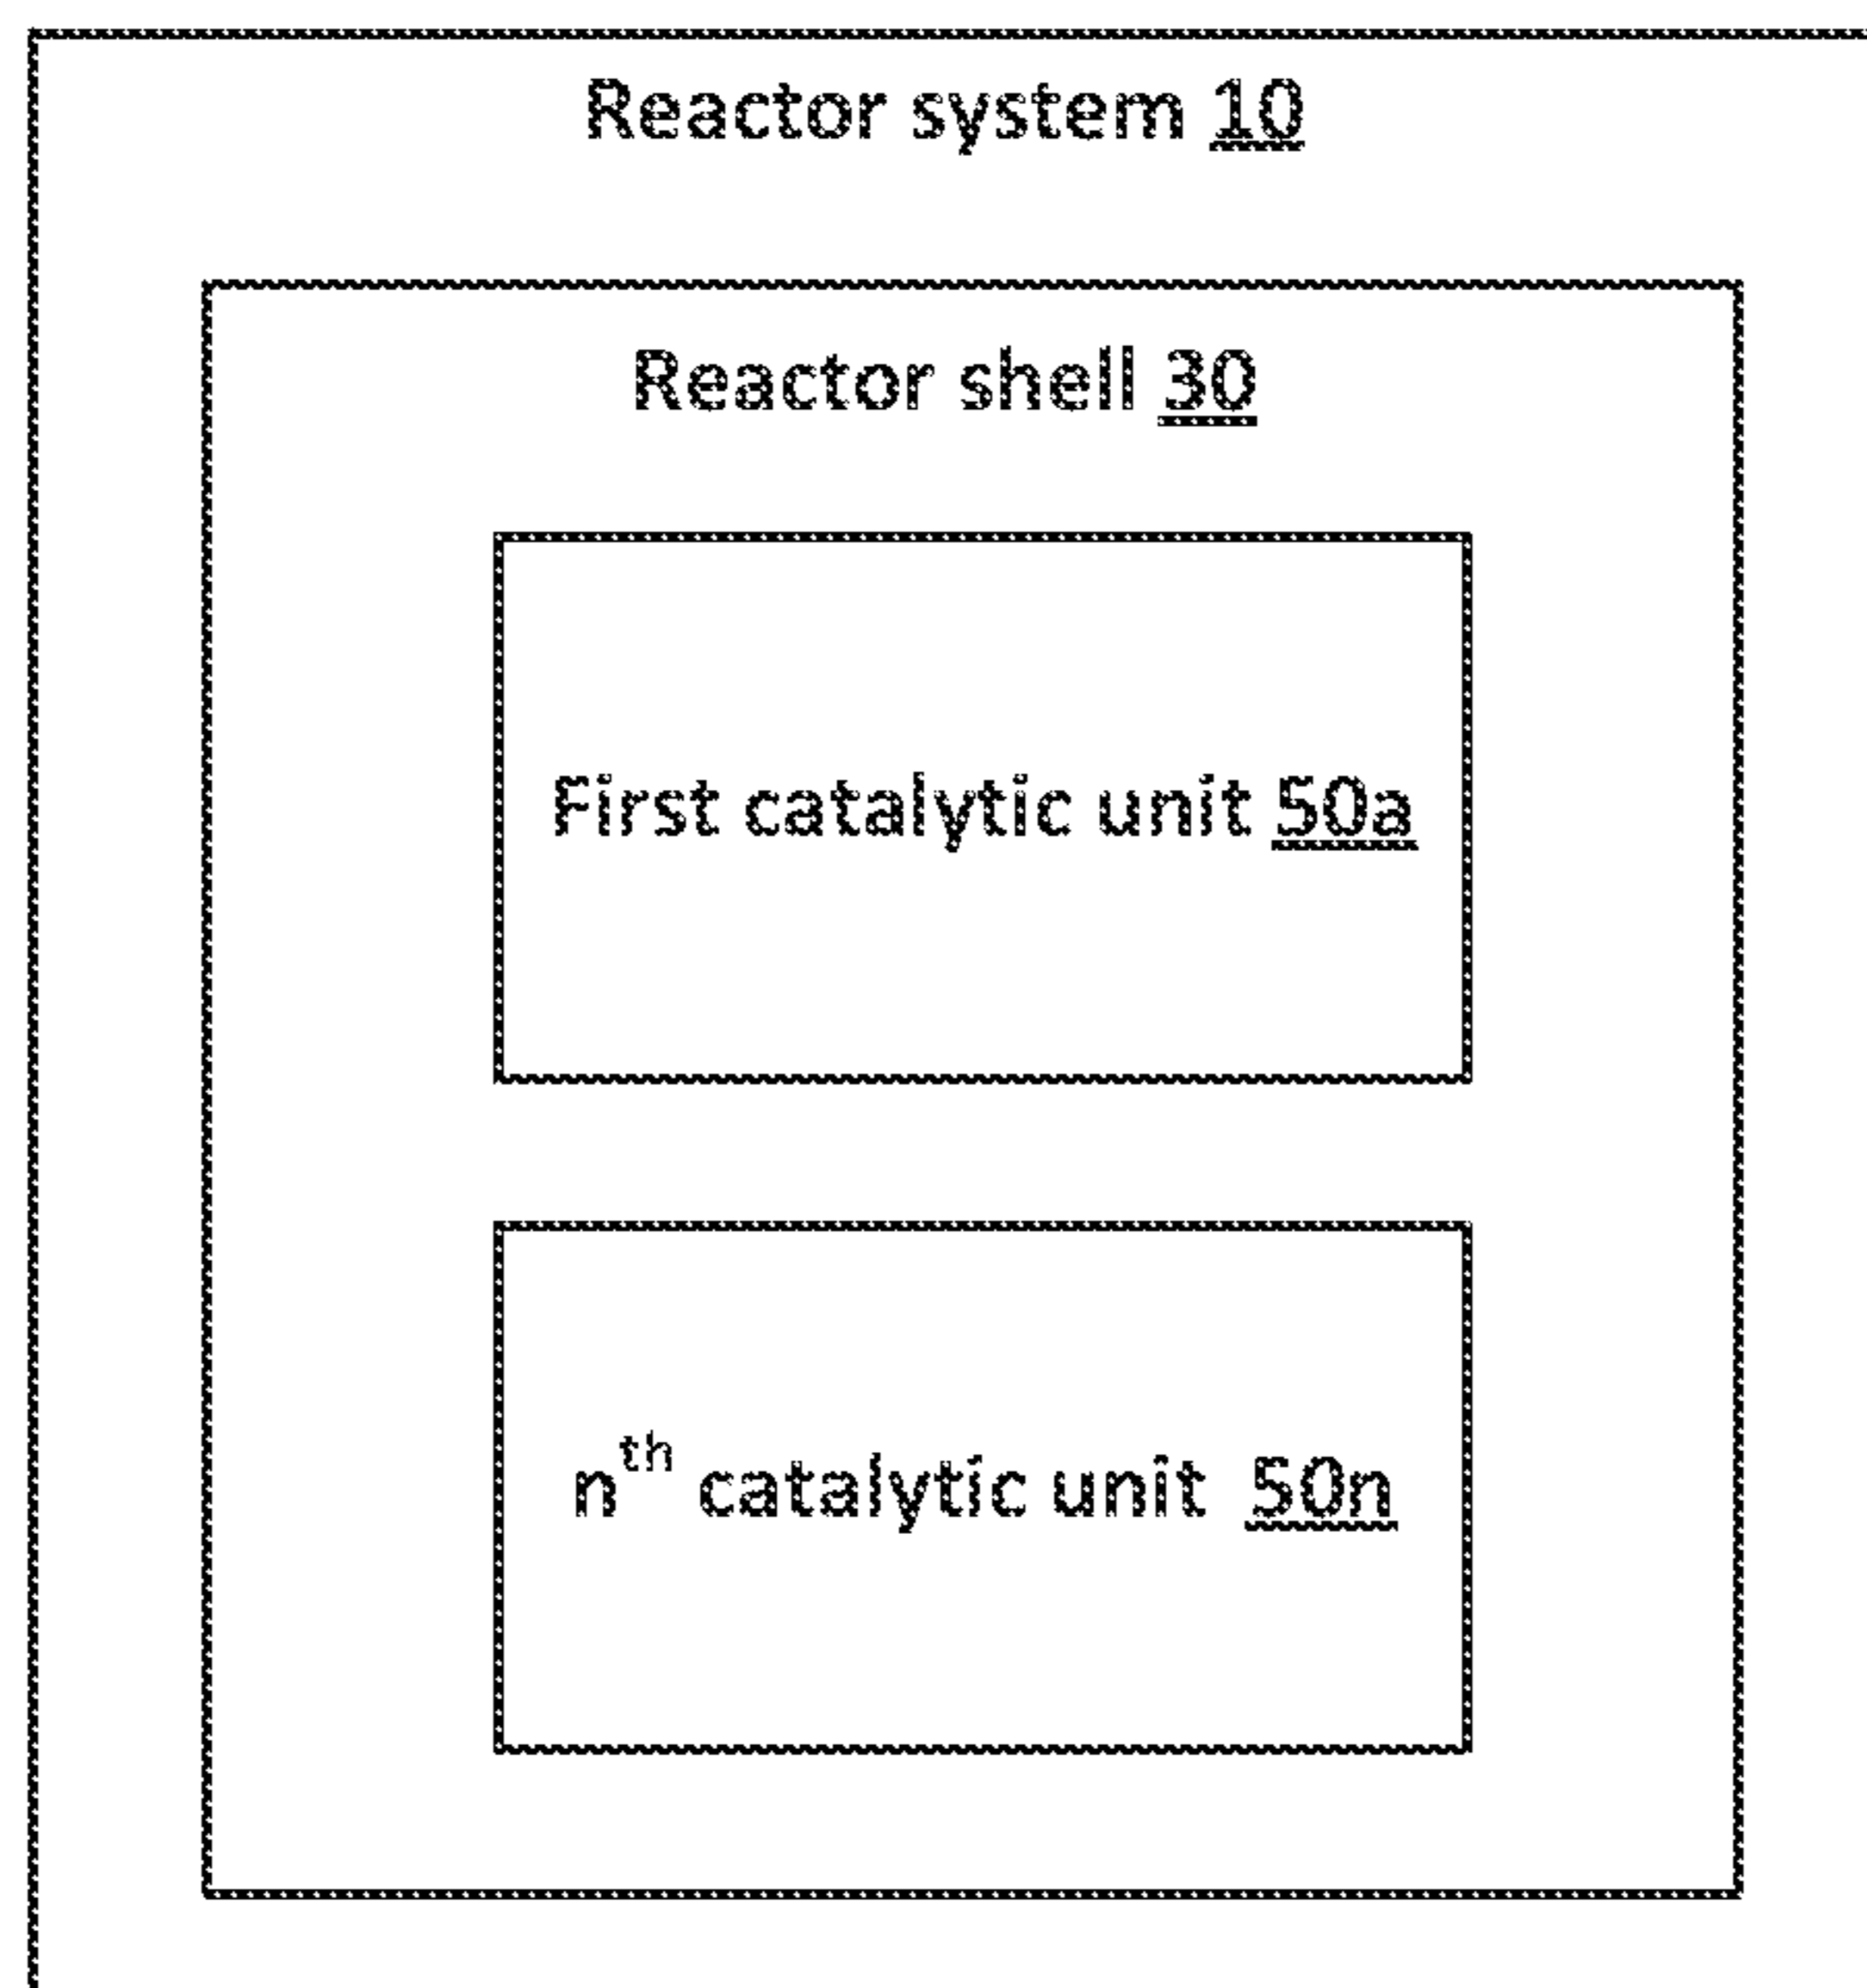 Reactor system 10
Reactor shell 30
First catalytic unit 50a
nth catalytic unit 50n